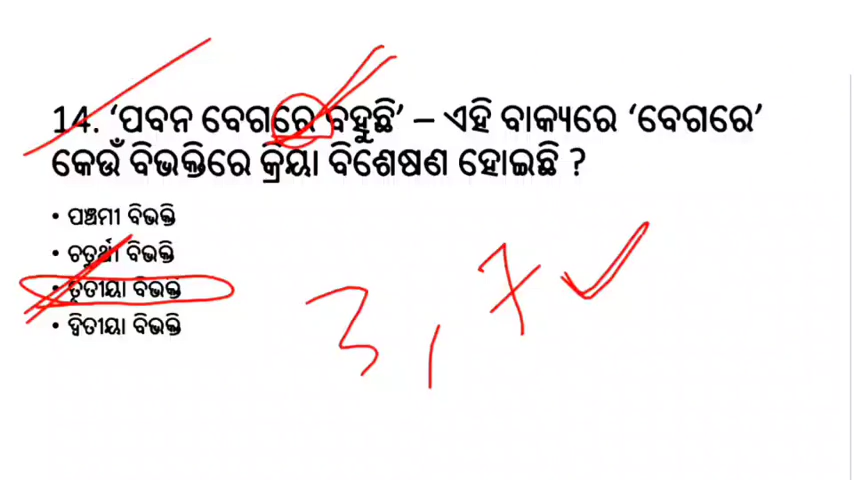 14. ‘ପବନ ବେଗରେ ବହୁଛି’ – ଏହି ବାକ୍ୟରେ ‘ବେଗରେ’
କେଉଁ ବିଭକ୍ତିରେ କ୍ରିୟା ବିଶେଷଣ ହୋଇଛି ?
• ପଞ୍ଚମୀ ବିଭକ୍ତି
• ଚତୁର୍ଥୀ ବିଭକ୍ତି
• ତୃତୀୟା ବିଭକ୍ତି
• ଦ୍ୱିତୀୟା ବିଭକ୍ତି
3, 7